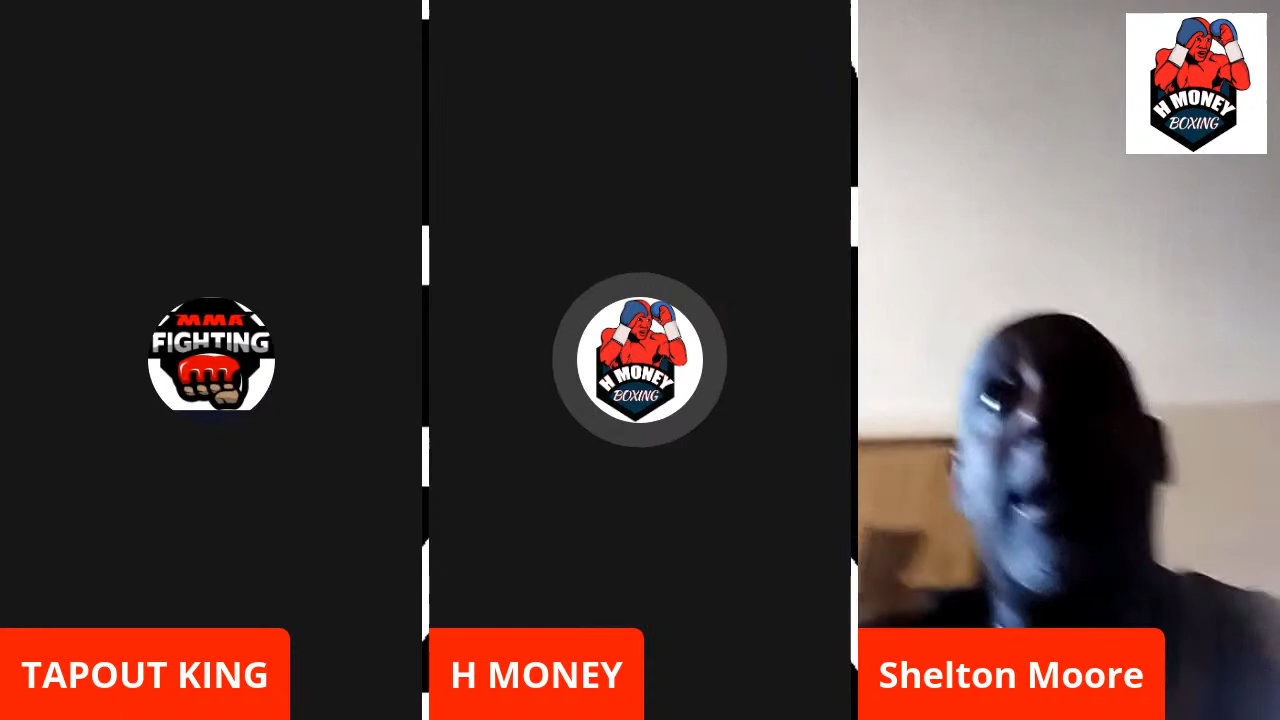 MMA
FIGHTING
TAPOUT KING
H MONEY
BOXING
H MONEY
H MONEY
BOXING
Shelton Moore